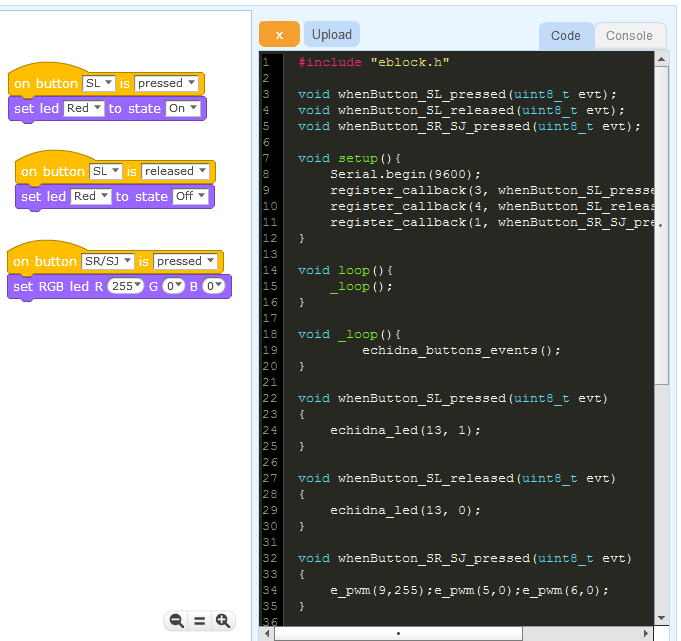 x Upload Code Console
on button SL is pressed
set led Red to state On
on button SL is released
set led Red to state Off
on button SR/SJ is pressed
set RGB led R 255 G 0 B 0
1 #include "eblock.h"
2
3 void whenButton_SL_pressed(uint8_t evt);
4 void whenButton_SL_released(uint8_t evt);
5 void whenButton_SR_SJ_pressed(uint8_t evt);
6
7 void setup(){
8 Serial.begin(9600);
9 register_callback(3, whenButton_SL_presse
10 register_callback(4, whenButton_SL_releas
11 register_callback(1, whenButton_SR_SJ_pre
12 }
13
14 void loop(){
15 _loop();
16 }
17
18 void _loop(){
19 echidna_buttons_events();
20 }
21
22 void whenButton_SL_pressed(uint8_t evt)
23 {
24 echidna_led(13, 1);
25 }
26
27 void whenButton_SL_released(uint8_t evt)
28 {
29 echidna_led(13, 0);
30 }
31
32 void whenButton_SR_SJ_pressed(uint8_t evt)
33 {
34 e_pwm(9,255);e_pwm(5,0);e_pwm(6,0);
35 }
36